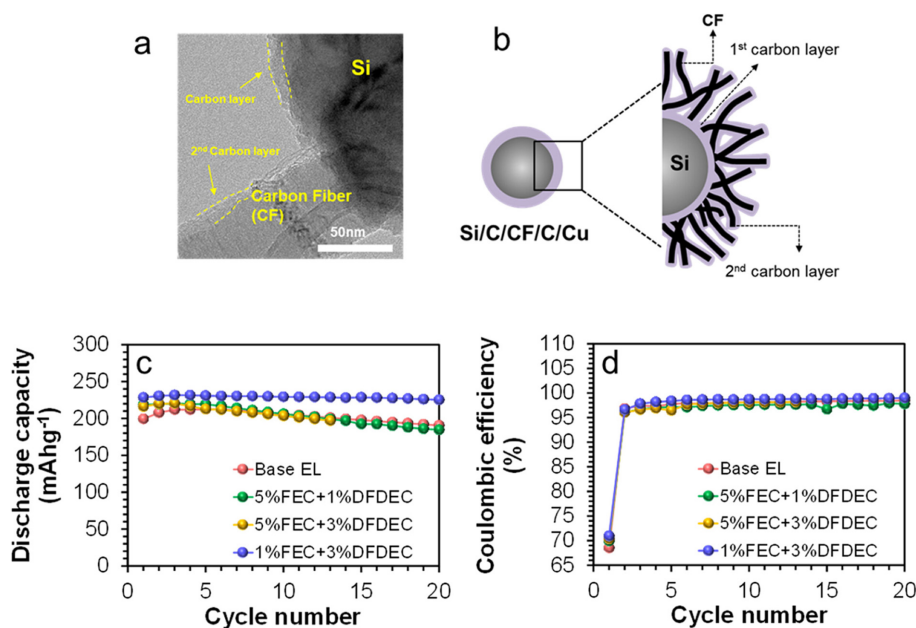 a
Si
Carbon layer
2nd Carbon layer
Carbon Fiber
(CF)
50nm
b
CF
1st carbon layer
Si
Si/C/CF/C/Cu
2nd carbon layer
c
Discharge capacity
(mAhg-1)
300
250
200
150
100
50
0
Base EL
5%FEC+1%DFDEC
5%FEC+3%DFDEC
1%FEC+3%DFDEC
0 5 10 15 20
Cycle number
d
Coulombic efficiency
(%)
110
105
100
95
90
85
80
75
70
65
Base EL
5%FEC+1%DFDEC
5%FEC+3%DFDEC
1%FEC+3%DFDEC
0 5 10 15 20
Cycle number